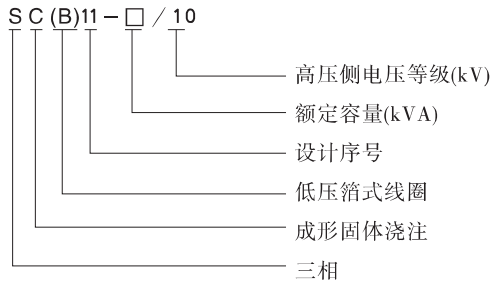 SC(B)11-□/10
高压侧电压等级(kV)
额定容量(kVA)
设计序号
低压箔式线圈
成形固体浇注
三相